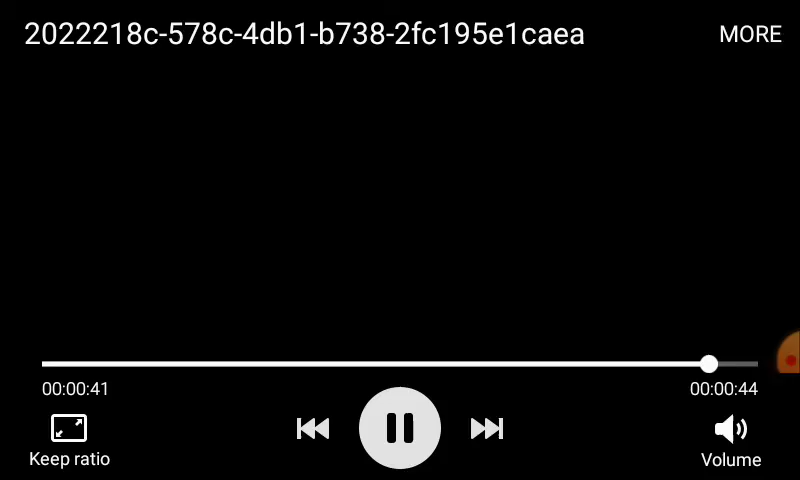 2022218c-578c-4db1-b738-2fc195e1caea
MORE
00:00:41
00:00:44
Keep ratio
Volume